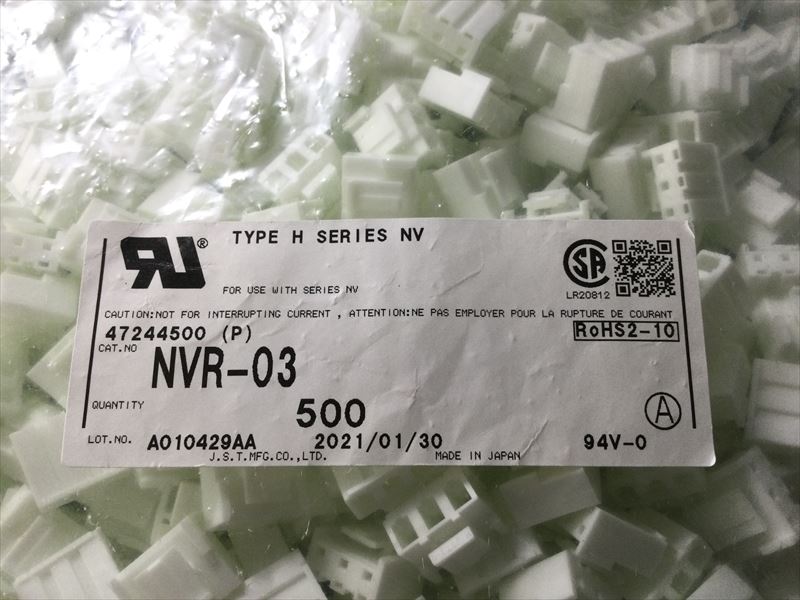 TYPE H SERIES NV
FOR USE WITH SERIES NV
LR20812
CAUTION:NOT FOR INTERRUPTING CURRENT , ATTENTION:NE PAS EMPLOYER POUR LA RUPTURE DE COURANT
47244500 (P)
RoHS2-10
CAT.NO
NVR-03
QUANTITY
500
A
LOT.NO.
A010429AA
2021/01/30
94V-0
J.S.T.MFG.CO.,LTD.
MADE IN JAPAN